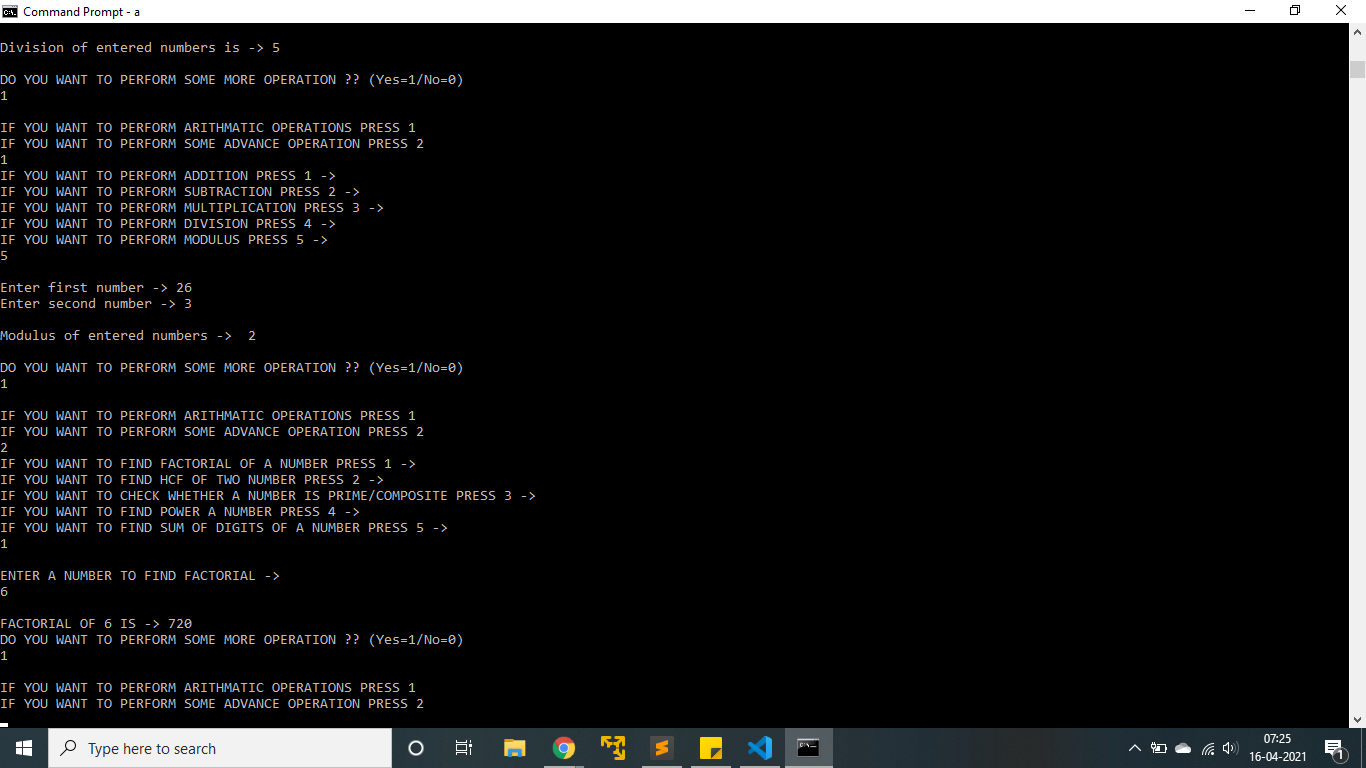 Command Prompt - a
Division of entered numbers is -> 5
DO YOU WANT TO PERFORM SOME MORE OPERATION ?? (Yes=1/No=0)
1
IF YOU WANT TO PERFORM ARITHMATIC OPERATIONS PRESS 1
IF YOU WANT TO PERFORM SOME ADVANCE OPERATION PRESS 2
1
IF YOU WANT TO PERFORM ADDITION PRESS 1 ->
IF YOU WANT TO PERFORM SUBTRACTION PRESS 2 ->
IF YOU WANT TO PERFORM MULTIPLICATION PRESS 3 ->
IF YOU WANT TO PERFORM DIVISION PRESS 4 ->
IF YOU WANT TO PERFORM MODULUS PRESS 5 ->
5
Enter first number -> 26
Enter second number -> 3
Modulus of entered numbers ->  2
DO YOU WANT TO PERFORM SOME MORE OPERATION ?? (Yes=1/No=0)
1
IF YOU WANT TO PERFORM ARITHMATIC OPERATIONS PRESS 1
IF YOU WANT TO PERFORM SOME ADVANCE OPERATION PRESS 2
2
IF YOU WANT TO FIND FACTORIAL OF A NUMBER PRESS 1 ->
IF YOU WANT TO FIND HCF OF TWO NUMBER PRESS 2 ->
IF YOU WANT TO CHECK WHETHER A NUMBER IS PRIME/COMPOSITE PRESS 3 ->
IF YOU WANT TO FIND POWER A NUMBER PRESS 4 ->
IF YOU WANT TO FIND SUM OF DIGITS OF A NUMBER PRESS 5 ->
1
ENTER A NUMBER TO FIND FACTORIAL ->
6
FACTORIAL OF 6 IS -> 720
DO YOU WANT TO PERFORM SOME MORE OPERATION ?? (Yes=1/No=0)
1
IF YOU WANT TO PERFORM ARITHMATIC OPERATIONS PRESS 1
IF YOU WANT TO PERFORM SOME ADVANCE OPERATION PRESS 2
Type here to search
07:25
16-04-2021
1